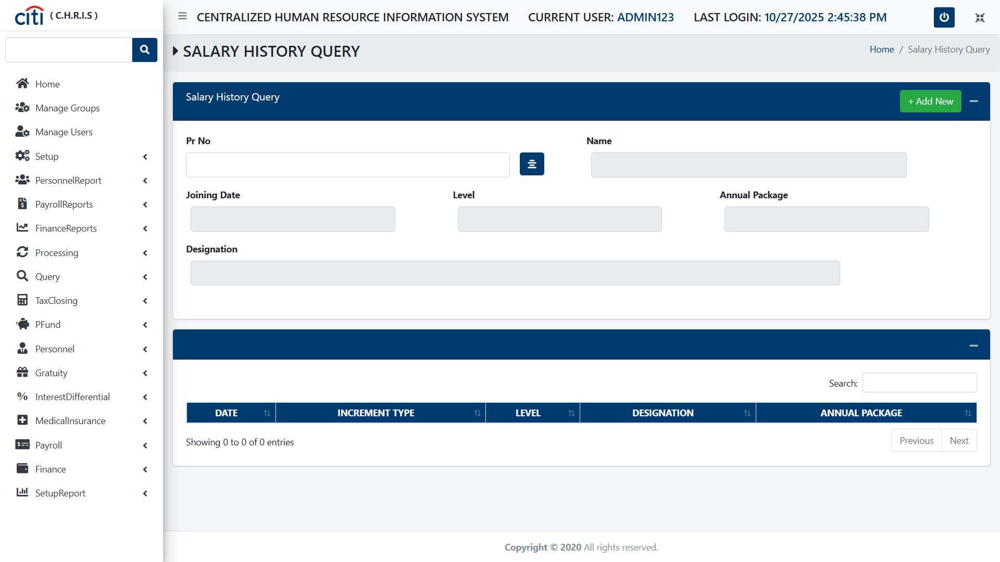 citi ( C.H.R.I.S )
CENTRALIZED HUMAN RESOURCE INFORMATION SYSTEM CURRENT USER: ADMIN123 LAST LOGIN: 10/27/2025 2:45:38 PM
SALARY HISTORY QUERY
Home / Salary History Query
Home
Manage Groups
Manage Users
Setup
PersonnelReport
PayrollReports
FinanceReports
Processing
Query
TaxClosing
PFund
Personnel
Gratuity
InterestDifferential
MedicalInsurance
Payroll
Finance
SetupReport
Salary History Query
+ Add New
Pr No Name
Joining Date Level Annual Package
Designation
Search:
DATE INCREMENT TYPE LEVEL DESIGNATION ANNUAL PACKAGE
Showing 0 to 0 of 0 entries
Previous Next
Copyright © 2020 All rights reserved.